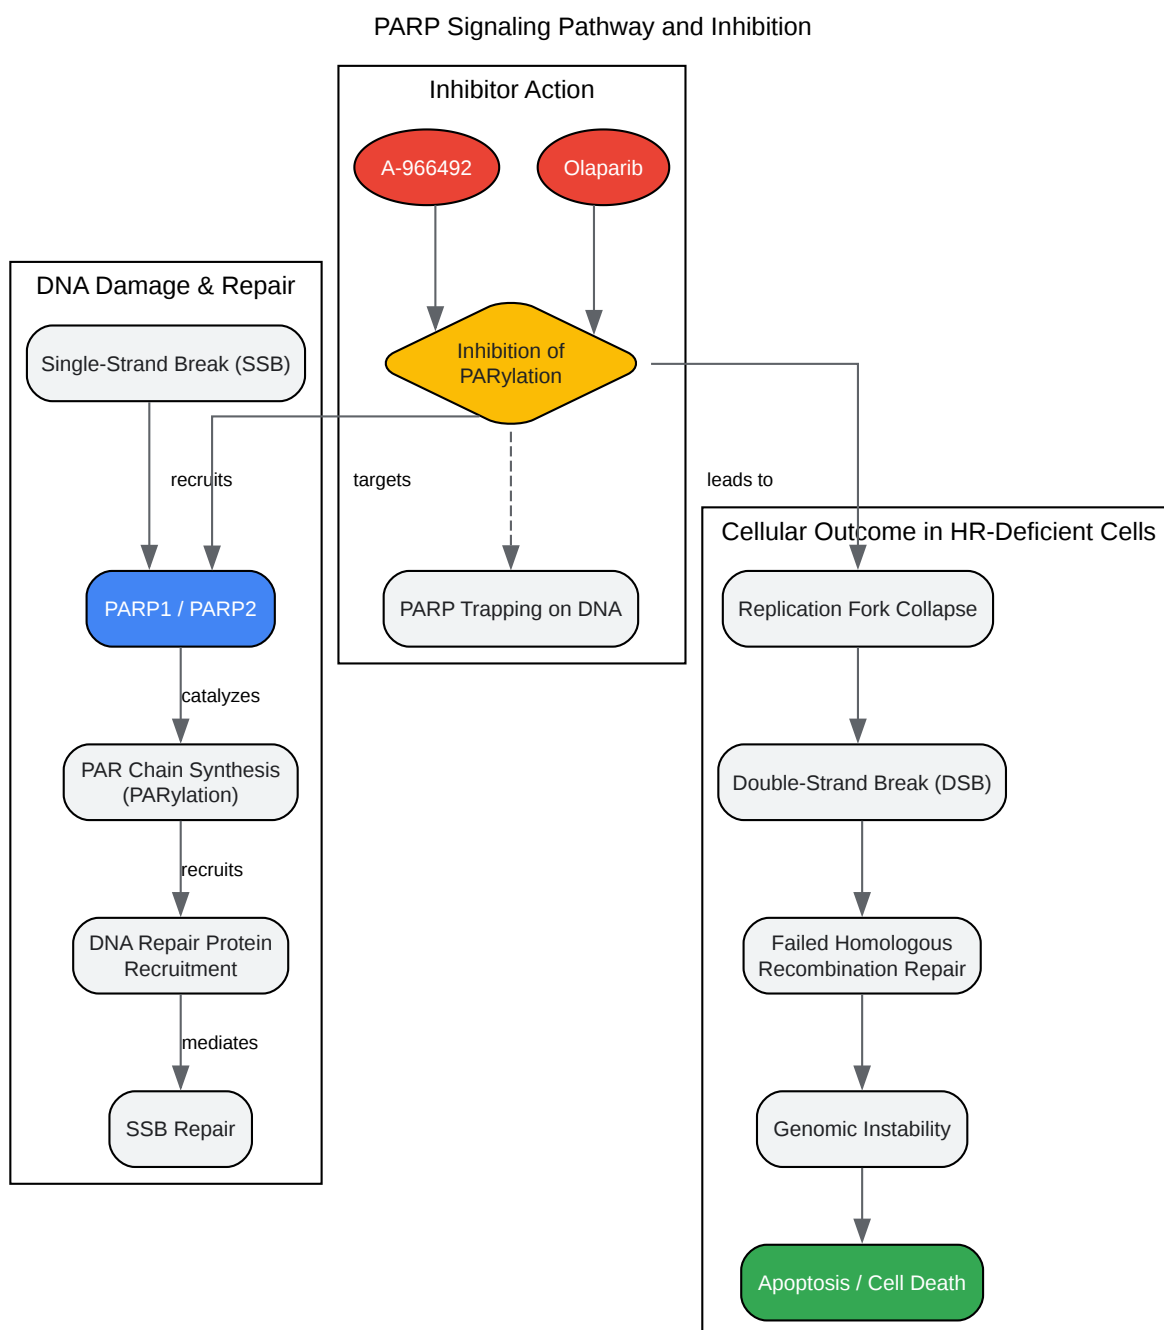 PARP Signaling Pathway and Inhibition
Inhibitor Action
A-966492
Olaparib
Inhibition of
PARylation
targets
leads to
PARP Trapping on DNA
DNA Damage & Repair
Single-Strand Break (SSB)
recruits
PARP1 / PARP2
catalyzes
PAR Chain Synthesis
(PARylation)
recruits
DNA Repair Protein
Recruitment
mediates
SSB Repair
Cellular Outcome in HR-Deficient Cells
Replication Fork Collapse
Double-Strand Break (DSB)
Failed Homologous
Recombination Repair
Genomic Instability
Apoptosis / Cell Death